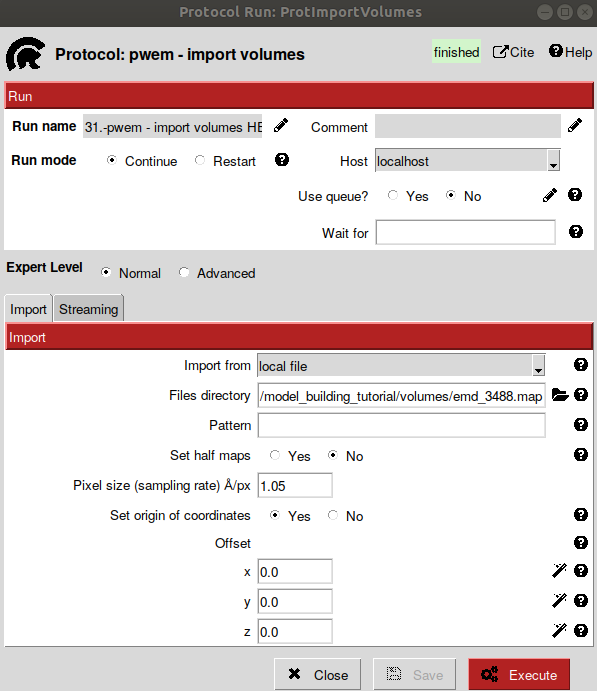 Protocol Run: ProtImportVolumes
Protocol: pwem - import volumes
finished
Cite
Help
Run
Run name 31.-pwem - import volumes HE Comment
Run mode Continue Restart Host localhost
Use queue? Yes No
Wait for
Expert Level Normal Advanced
Import Streaming
Import
Import from local file
Files directory /model_building_tutorial/volumes/emd_3488.map
Pattern
Set half maps Yes No
Pixel size (sampling rate) Å/px 1.05
Set origin of coordinates Yes No
Offset
x 0.0
y 0.0
z 0.0
Close Save Execute